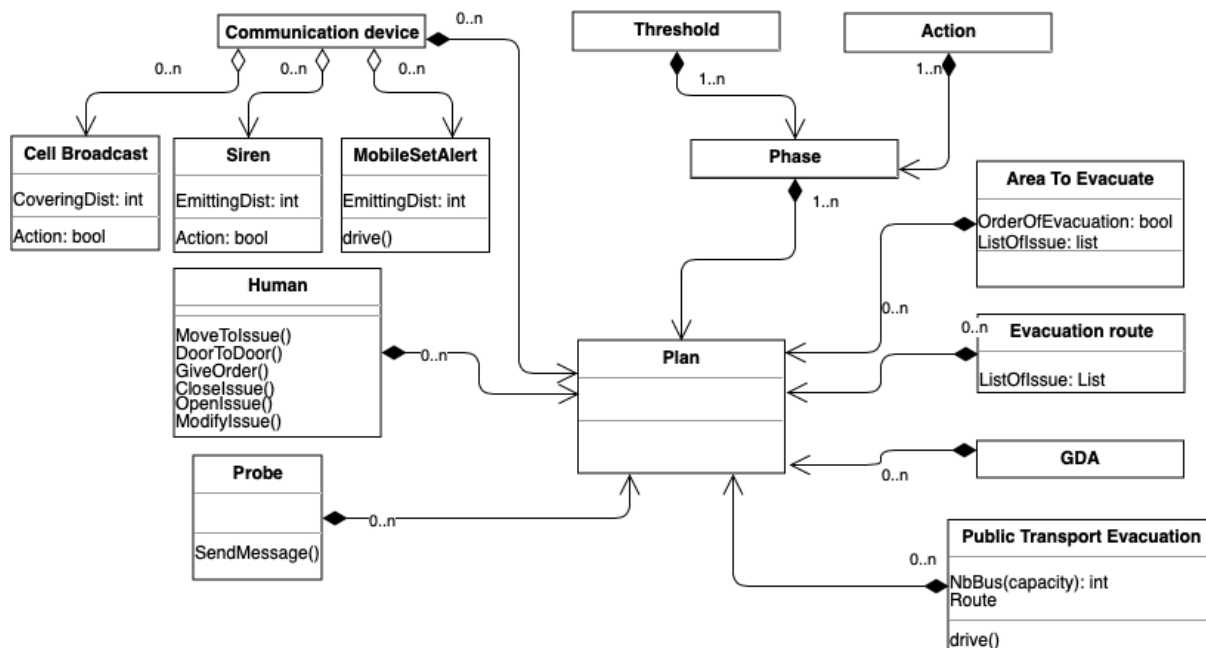 Communication device
0..n
Threshold
Action
0..n
0..n
0..n
1..n
1..n
Cell Broadcast
CoveringDist: int
Action: bool
Siren
EmittingDist: int
Action: bool
MobileSetAlert
EmittingDist: int
drive()
Phase
1..n
Area To Evacuate
OrderOfEvacuation: bool
ListOfIssue: list
0..n
Human
MoveToIssue()
DoorToDoor()
GiveOrder()
CloseIssue()
OpenIssue()
ModifyIssue()
0..n
Plan
0..n
Evacuation route
ListOfIssue: List
Probe
SendMessage()
0..n
GDA
0..n
Public Transport Evacuation
NbBus(capacity): int
Route
drive()
0..n